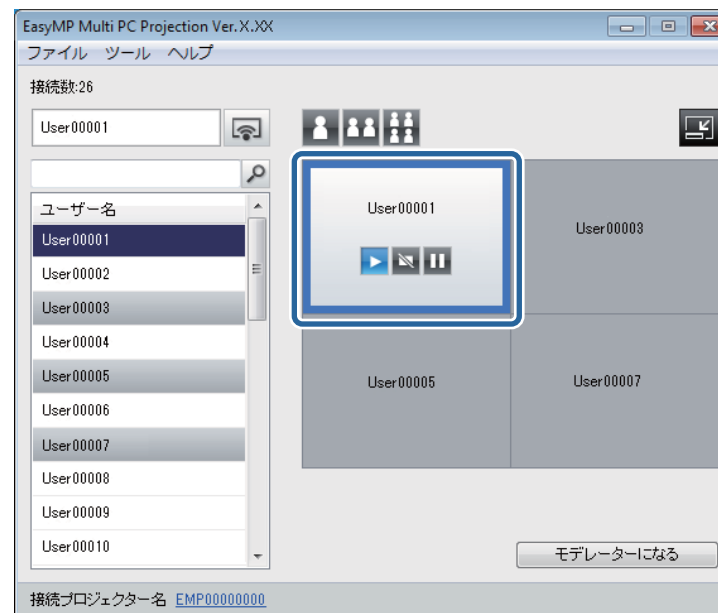 EasyMP Multi PC Projection Ver.X.XX
ファイル ツール ヘルプ
接続数:26
User00001
ユーザー名
User00001
User00002
User00003
User00004
User00005
User00006
User00007
User00008
User00009
User00010
User00001
User00003
User00005
User00007
モデレーターになる
接続プロジェクター名 EMP00000000